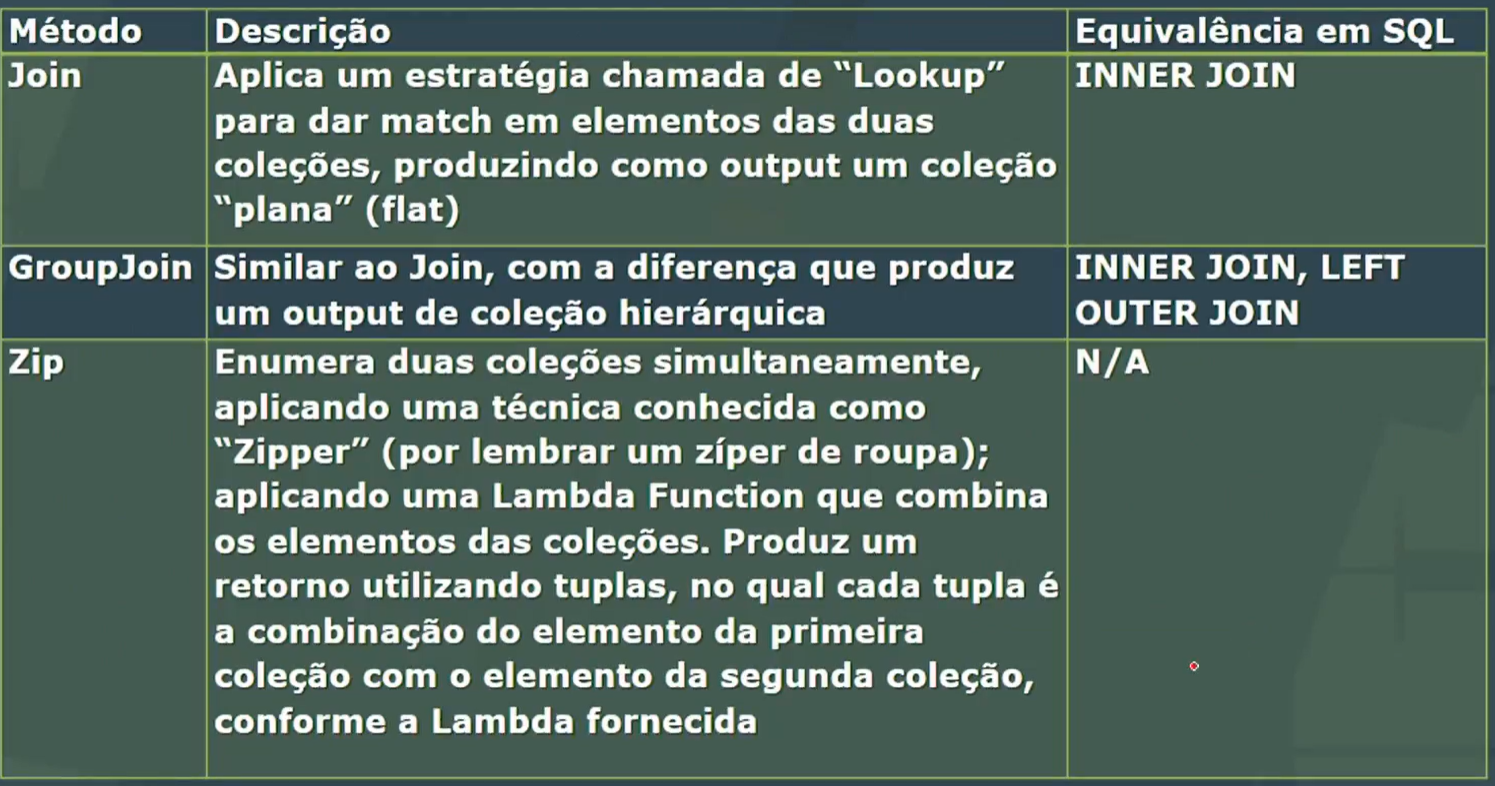 Método
Descrição
Equivalência em SQL
Join
Aplica um estratégia chamada de “Lookup”
para dar match em elementos das duas
coleções, produzindo como output um coleção
“plana” (flat)
INNER JOIN
GroupJoin
Similar ao Join, com a diferença que produz
um output de coleção hierárquica
INNER JOIN, LEFT
OUTER JOIN
Zip
Enumera duas coleções simultaneamente,
aplicando uma técnica conhecida como
“Zipper” (por lembrar um zíper de roupa);
aplicando uma Lambda Function que combina
os elementos das coleções. Produz um
retorno utilizando tuplas, no qual cada tupla é
a combinação do elemento da primeira
coleção com o elemento da segunda coleção,
conforme a Lambda fornecida
N/A